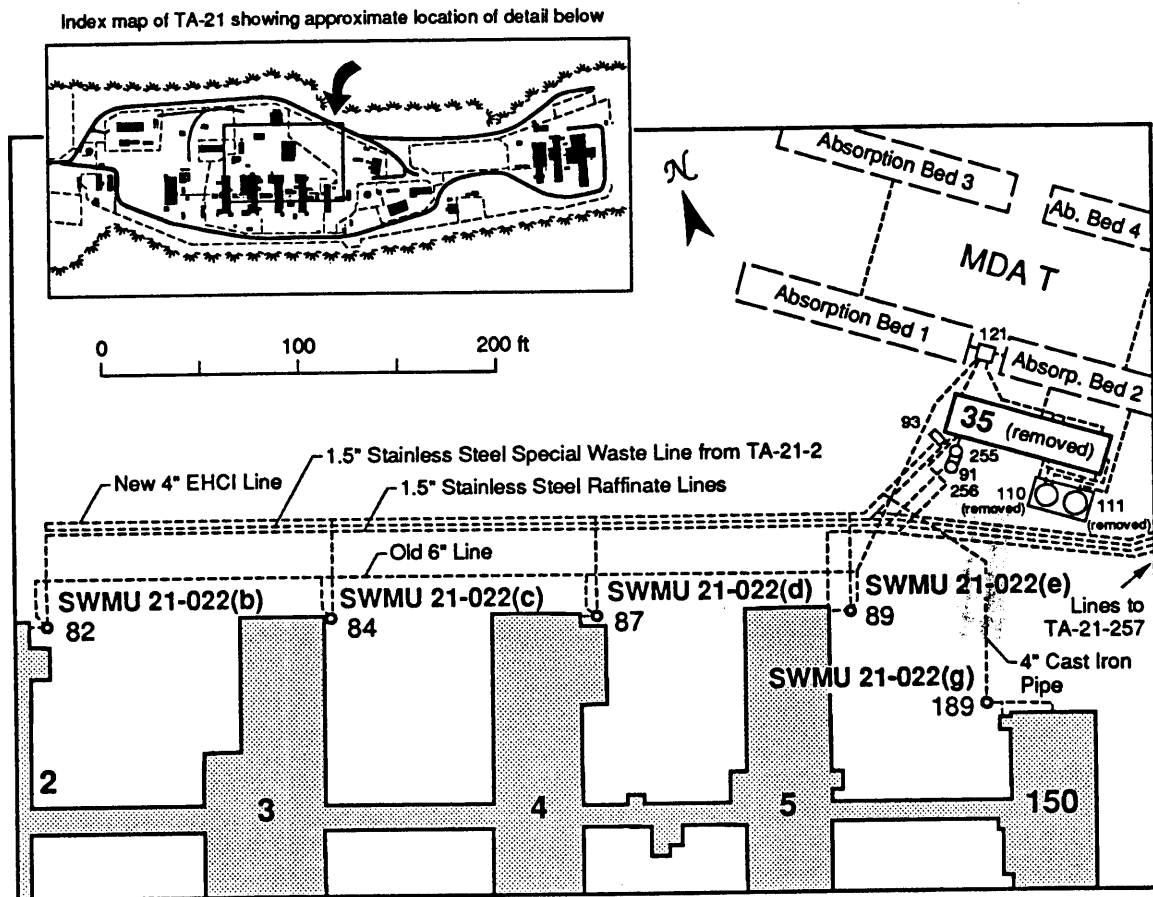 Index map of TA-21 showing approximate location of detail below
N
Absorption Bed 3
Ab. Bed 4
MDA T
Absorption Bed 1
121
Absorp. Bed 2
0 100 200 ft
35 (removed)
93
255
91
256
110
(removed)
111
(removed)
1.5" Stainless Steel Special Waste Line from TA-21-2
New 4" EHCI Line
1.5" Stainless Steel Raffinate Lines
Old 6" Line
SWMU 21-022(b)
82
SWMU 21-022(c)
84
SWMU 21-022(d)
87
SWMU 21-022(e)
89
Lines to
TA-21-257
SWMU 21-022(g)
189
4" Cast Iron
Pipe
2
3
4
5
150